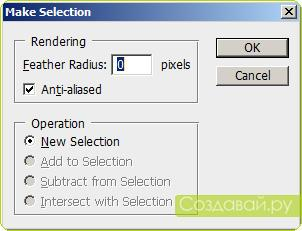 Make Selection
Rendering
Feather Radius: 0 pixels
Anti-aliased
OK
Cancel
Operation
New Selection
Add to Selection
Subtract from Selection
Intersect with Selection
Создавай.ру